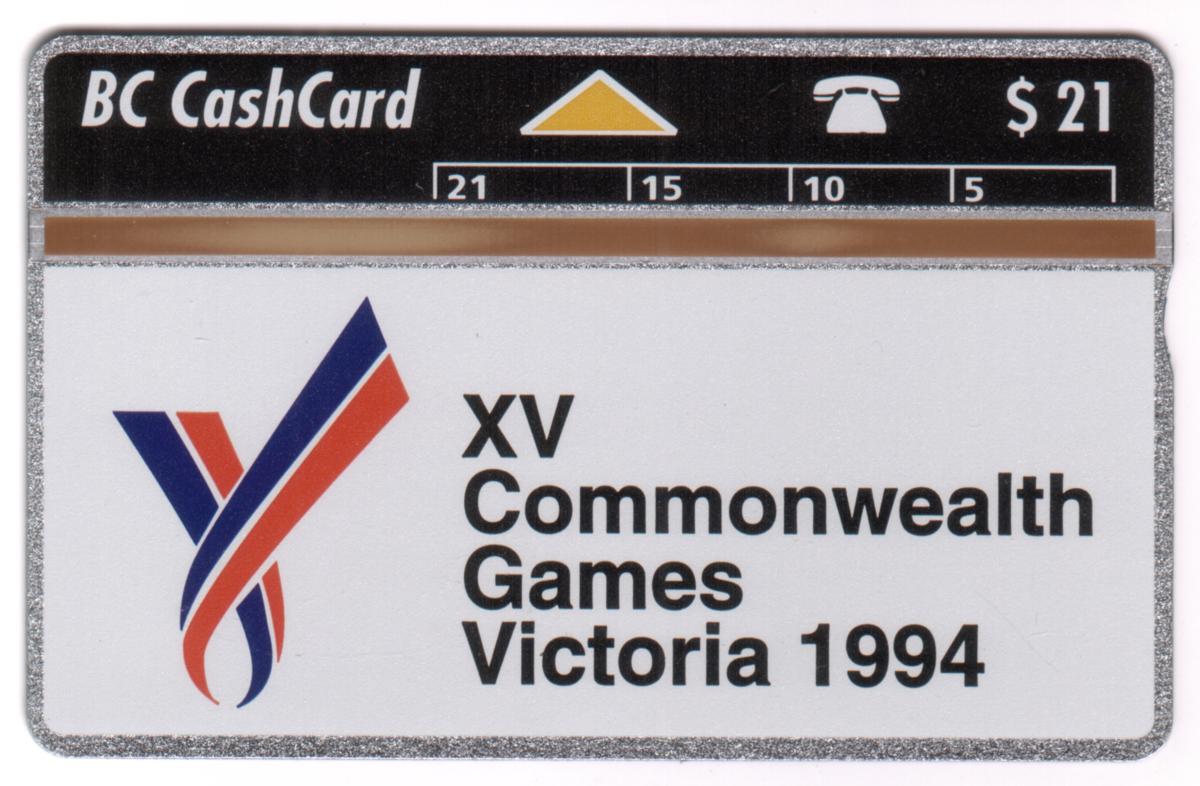 BC CashCard
$ 21
21 15 10 5
XV
Commonwealth
Games
Victoria 1994